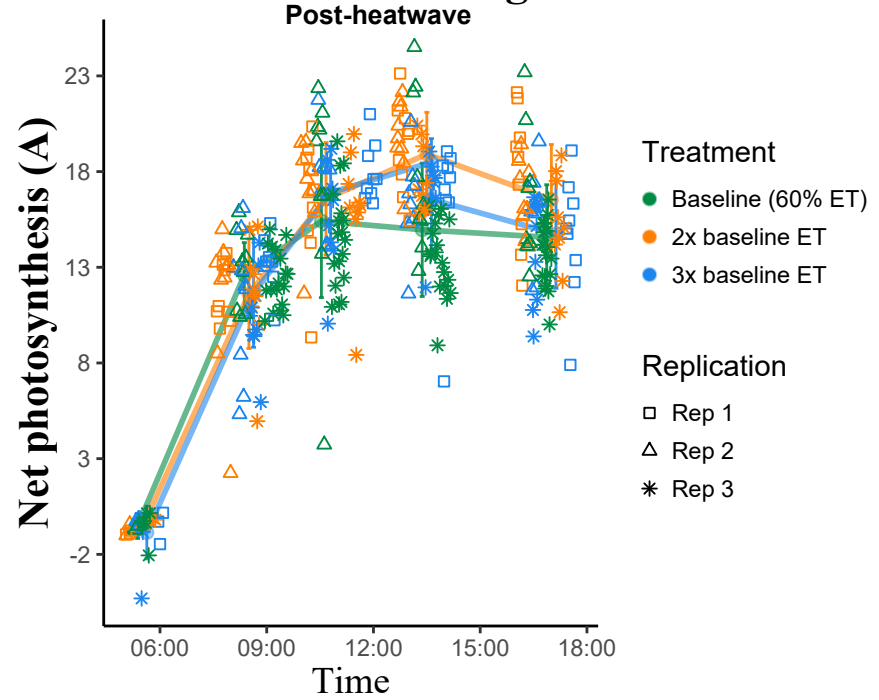 Post-heatwave
Net photosynthesis (A)
23
18
13
8
3
-2
06:00
09:00
12:00
15:00
18:00
Time
Treatment
Baseline (60% ET)
2x baseline ET
3x baseline ET
Replication
Rep 1
Rep 2
Rep 3